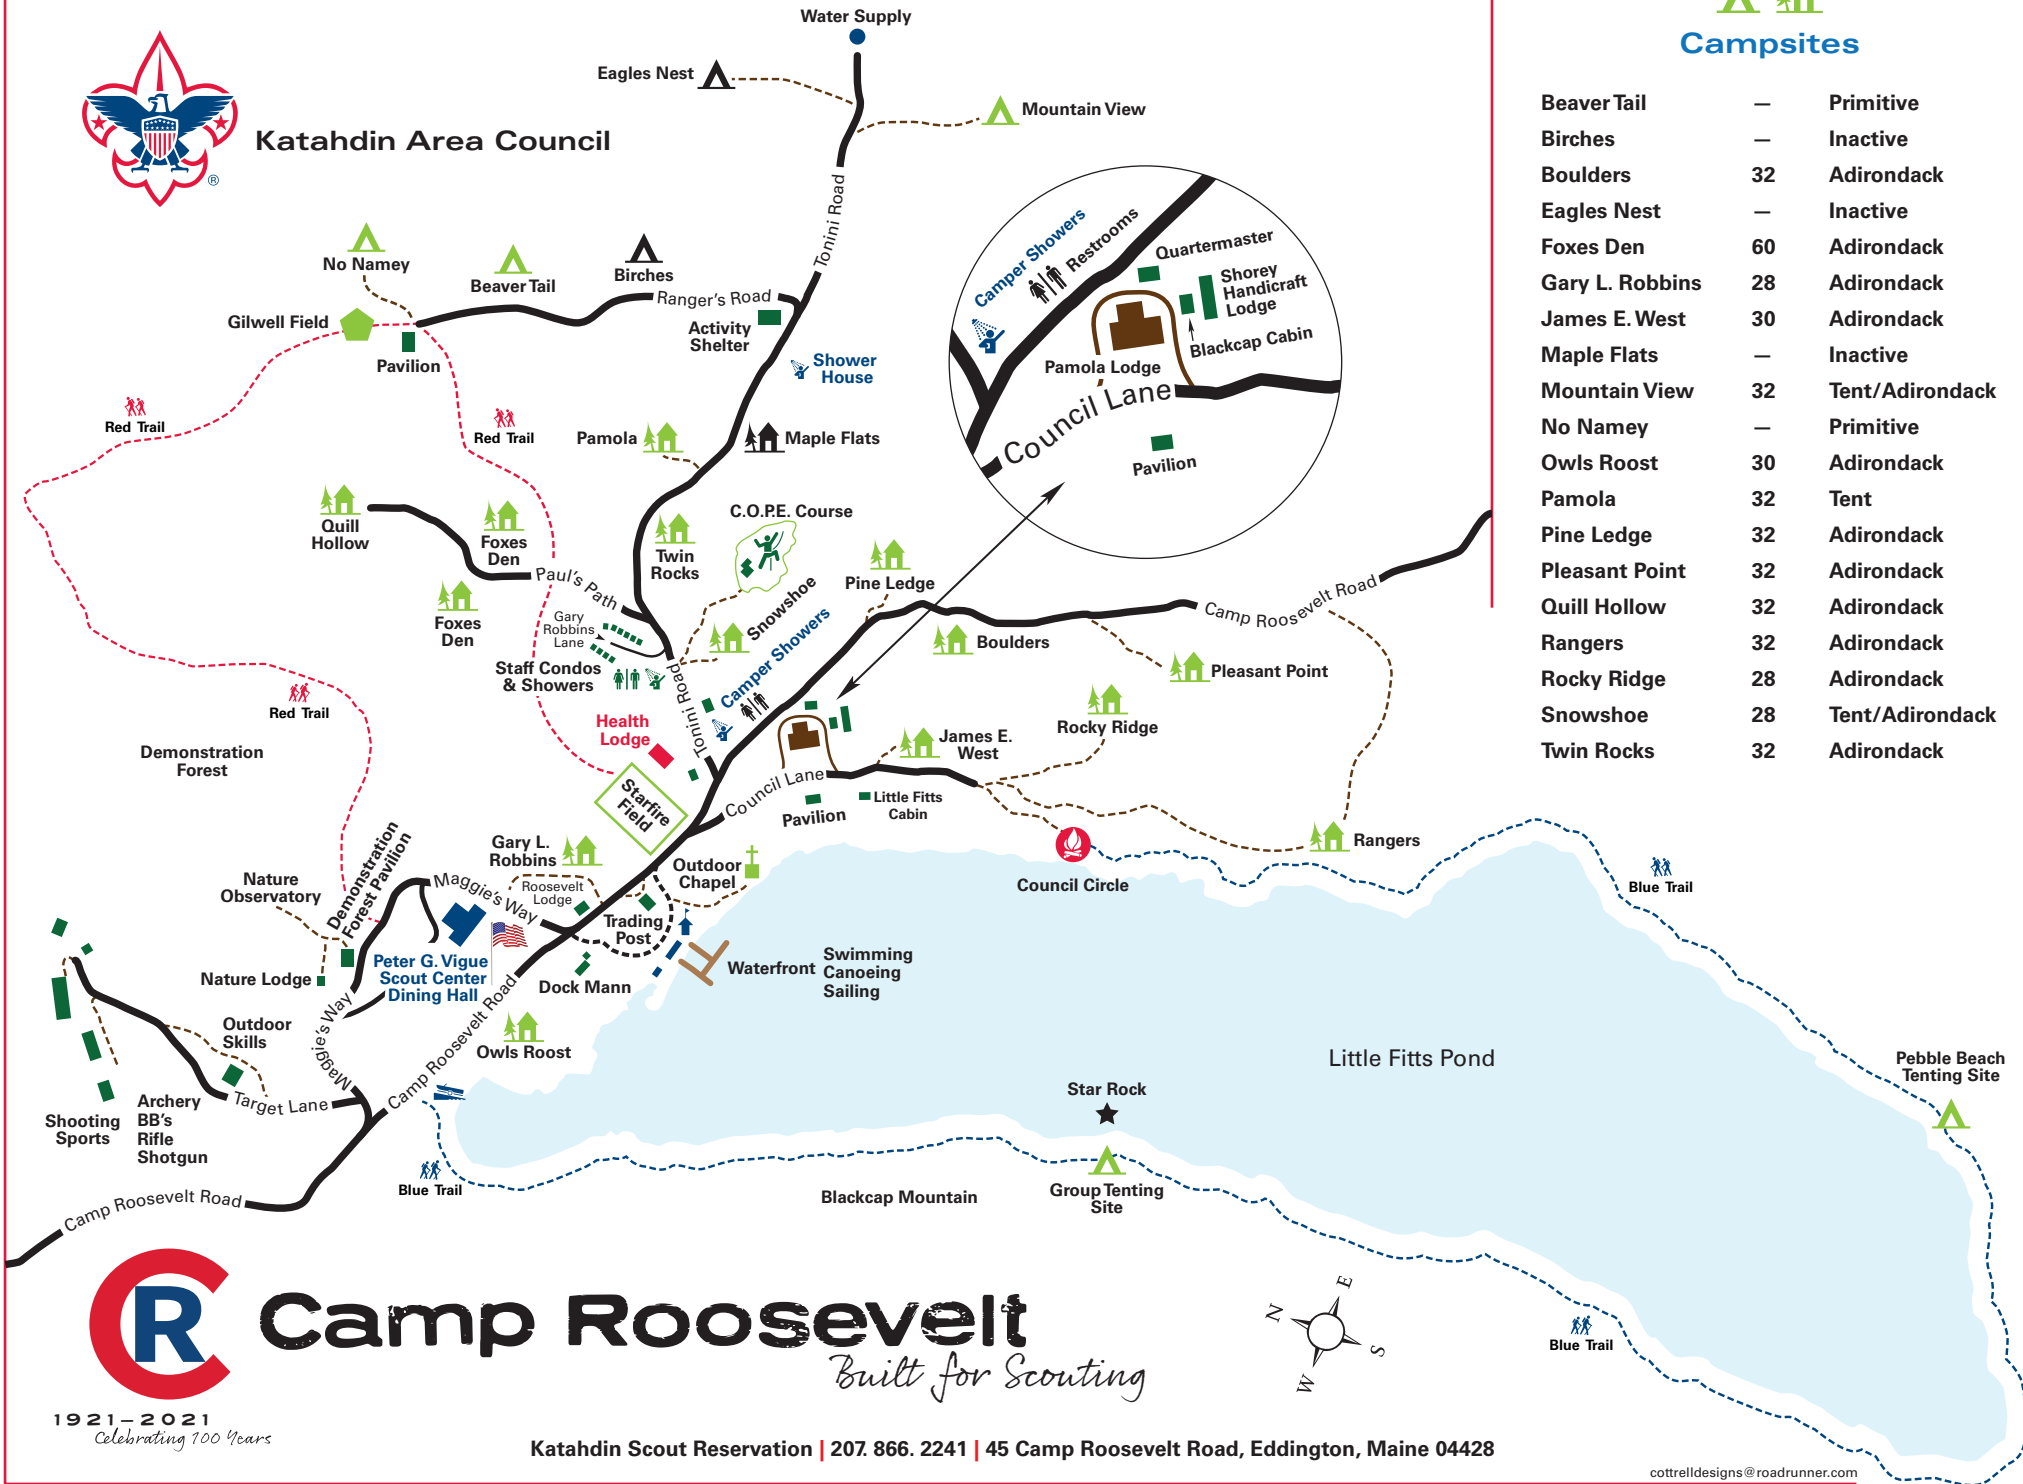 Water Supply
Eagles Nest
Mountain View
Katahdin Area Council
®
Tonini Road
No Namey
Beaver Tail
Birches
Ranger's Road
Gilwell Field
Pavilion
Activity
Shelter
Shower
House
Red Trail
Red Trail
Pamola
Maple Flats
Quill
Hollow
Foxes
Den
Foxes
Den
Paul's Path
Twin
Rocks
C.O.P.E. Course
Snowshoe
Gary
Robbins
Lane
Staff Condos
& Showers
Tonini Road
Camper Showers
Health
Lodge
Pine Ledge
Boulders
Camp Roosevelt Road
Pleasant Point
Rocky Ridge
James E.
West
Council Lane
Pavilion
Little Fitts
Cabin
Rangers
Council Circle
Camper Showers
Restrooms
Quartermaster
Shorey
Handicraft
Lodge
Blackcap Cabin
Pamola Lodge
Council Lane
Pavilion
Red Trail
Demonstration
Forest
Starfire
Field
Gary L.
Robbins
Roosevelt
Lodge
Outdoor
Chapel
Trading
Post
Dock Mann
Waterfront
Swimming
Canoeing
Sailing
Maggie's Way
Demonstration
Forest Pavilion
Nature
Observatory
Nature Lodge
Peter G. Vigue
Scout Center
Dining Hall
Maggie's Way
Camp Roosevelt Road
Owls Roost
Outdoor
Skills
Target Lane
Shooting
Sports
Archery
BB's
Rifle
Shotgun
Camp Roosevelt Road
Blue Trail
Blue Trail
Little Fitts Pond
Pebble Beach
Tenting Site
Star Rock
Group Tenting
Site
Blackcap Mountain
Blue Trail
N
E
S
W
Campsites
Beaver Tail — Primitive
Birches — Inactive
Boulders 32 Adirondack
Eagles Nest — Inactive
Foxes Den 60 Adirondack
Gary L. Robbins 28 Adirondack
James E. West 30 Adirondack
Maple Flats — Inactive
Mountain View 32 Tent/Adirondack
No Namey — Primitive
Owls Roost 30 Adirondack
Pamola 32 Tent
Pine Ledge 32 Adirondack
Pleasant Point 32 Adirondack
Quill Hollow 32 Adirondack
Rangers 32 Adirondack
Rocky Ridge 28 Adirondack
Snowshoe 28 Tent/Adirondack
Twin Rocks 32 Adirondack
CR
1921–2021
Celebrating 100 Years
Camp Roosevelt
Built for Scouting
Katahdin Scout Reservation | 207. 866. 2241 | 45 Camp Roosevelt Road, Eddington, Maine 04428
cottrelldesigns@roadrunner.com